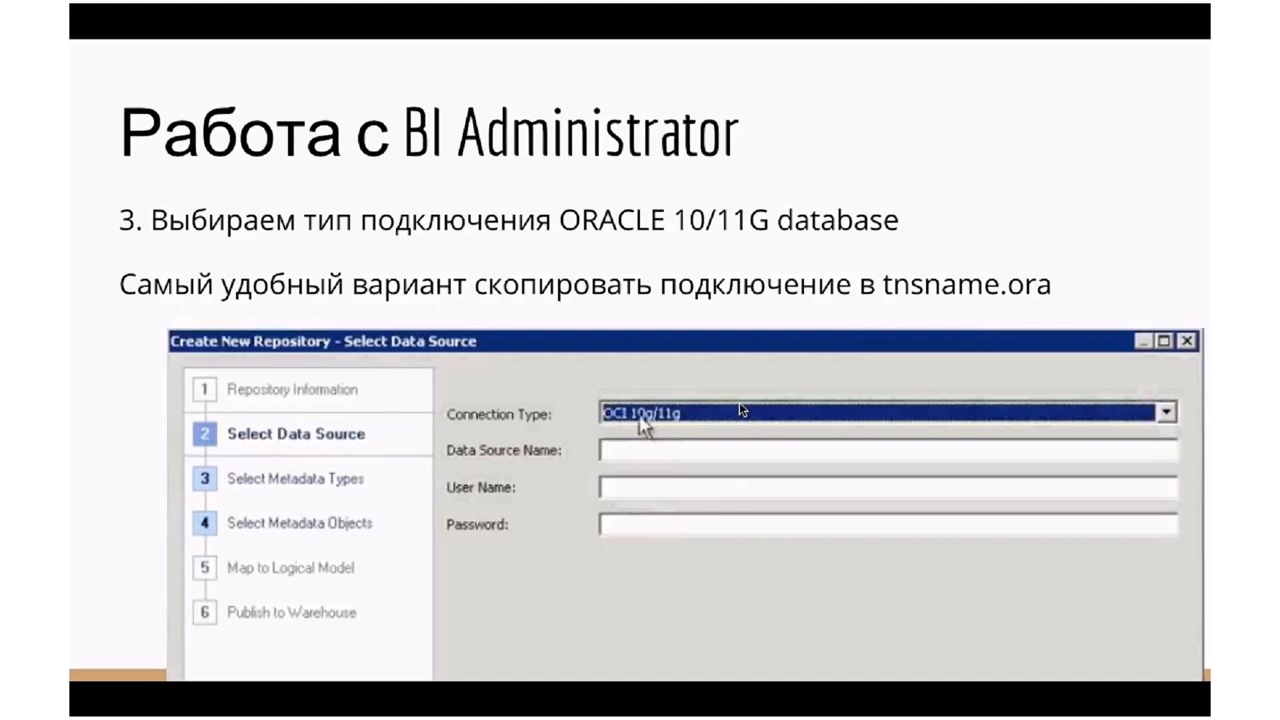 Работа с BI Administrator
3. Выбираем тип подключения ORACLE 10/11G database
Самый удобный вариант скопировать подключение в tnsname.ora
Create New Repository - Select Data Source
1 Repository Information
2 Select Data Source
3 Select Metadata Types
4 Select Metadata Objects
5 Map to Logical Model
6 Publish to Warehouse
Connection Type: OCI 10g/11g
Data Source Name:
User Name:
Password: